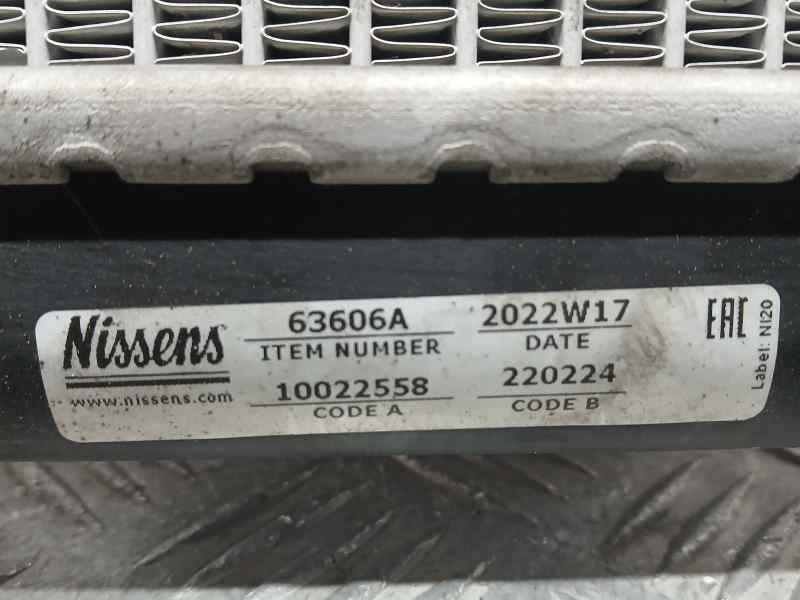 Nissens
www.nissens.com
63606A
ITEM NUMBER
10022558
CODE A
2022W17
DATE
220224
CODE B
EAC
Label: NI20